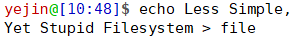 yejin@[10:48]$ echo Less Simple,
Yet Stupid Filesystem > file